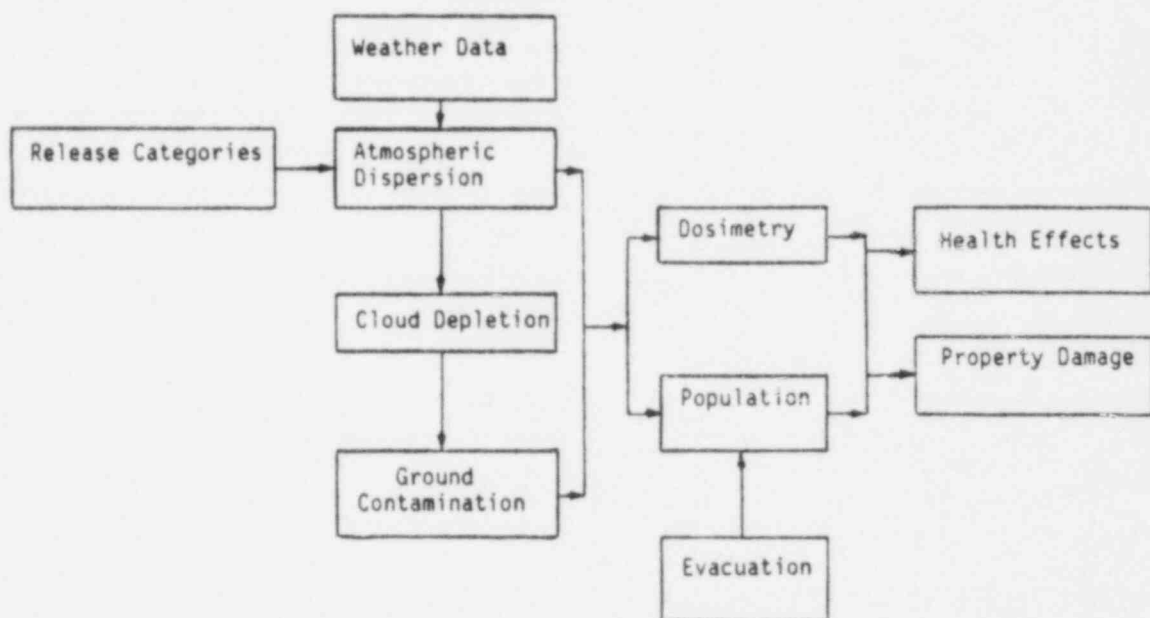 Weather Data
Release Categories
Atmospheric
Dispersion
Cloud Depletion
Ground
Contamination
Dosimetry
Population
Evacuation
Health Effects
Property Damage